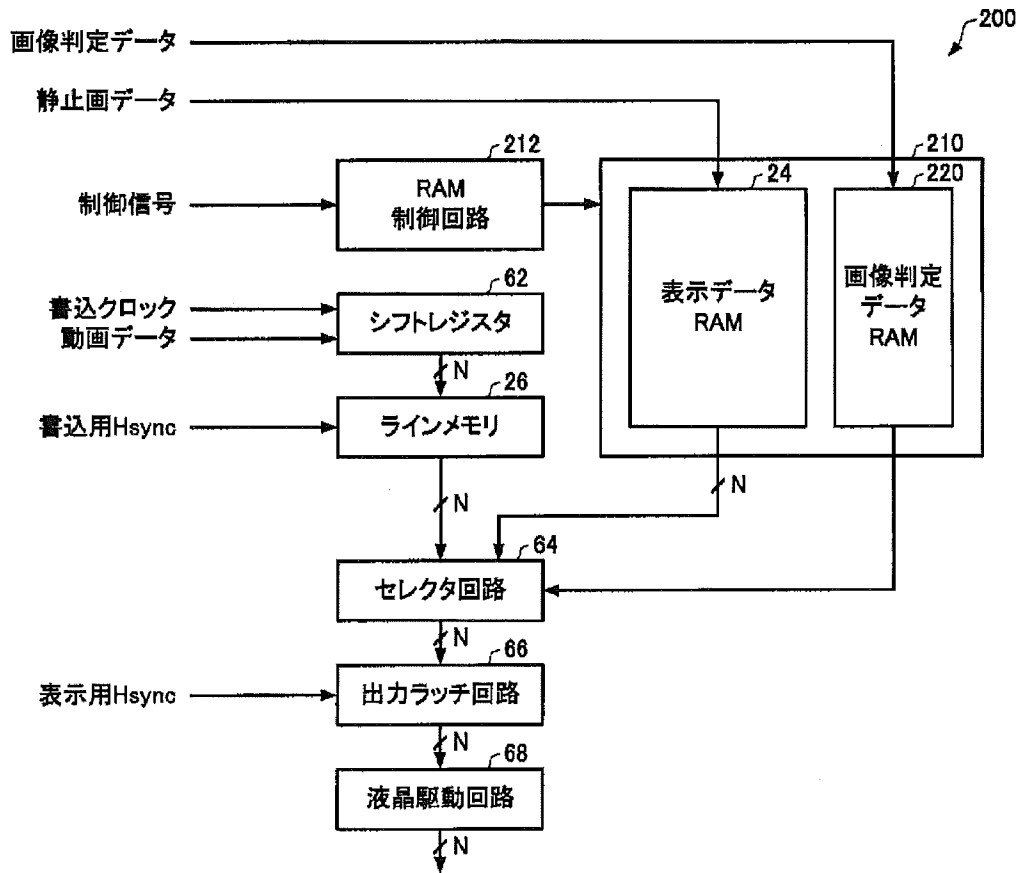 200
画像判定データ
静止画データ
212
210
RAM
制御回路
制御信号
24
220
表示データ
RAM
画像判定
データ
RAM
62
書込クロック
動画データ
シフトレジスタ
N
26
書込用Hsync
ラインメモリ
N
N
64
セレクタ回路
N
66
表示用Hsync
出力ラッチ回路
N
68
液晶駆動回路
N